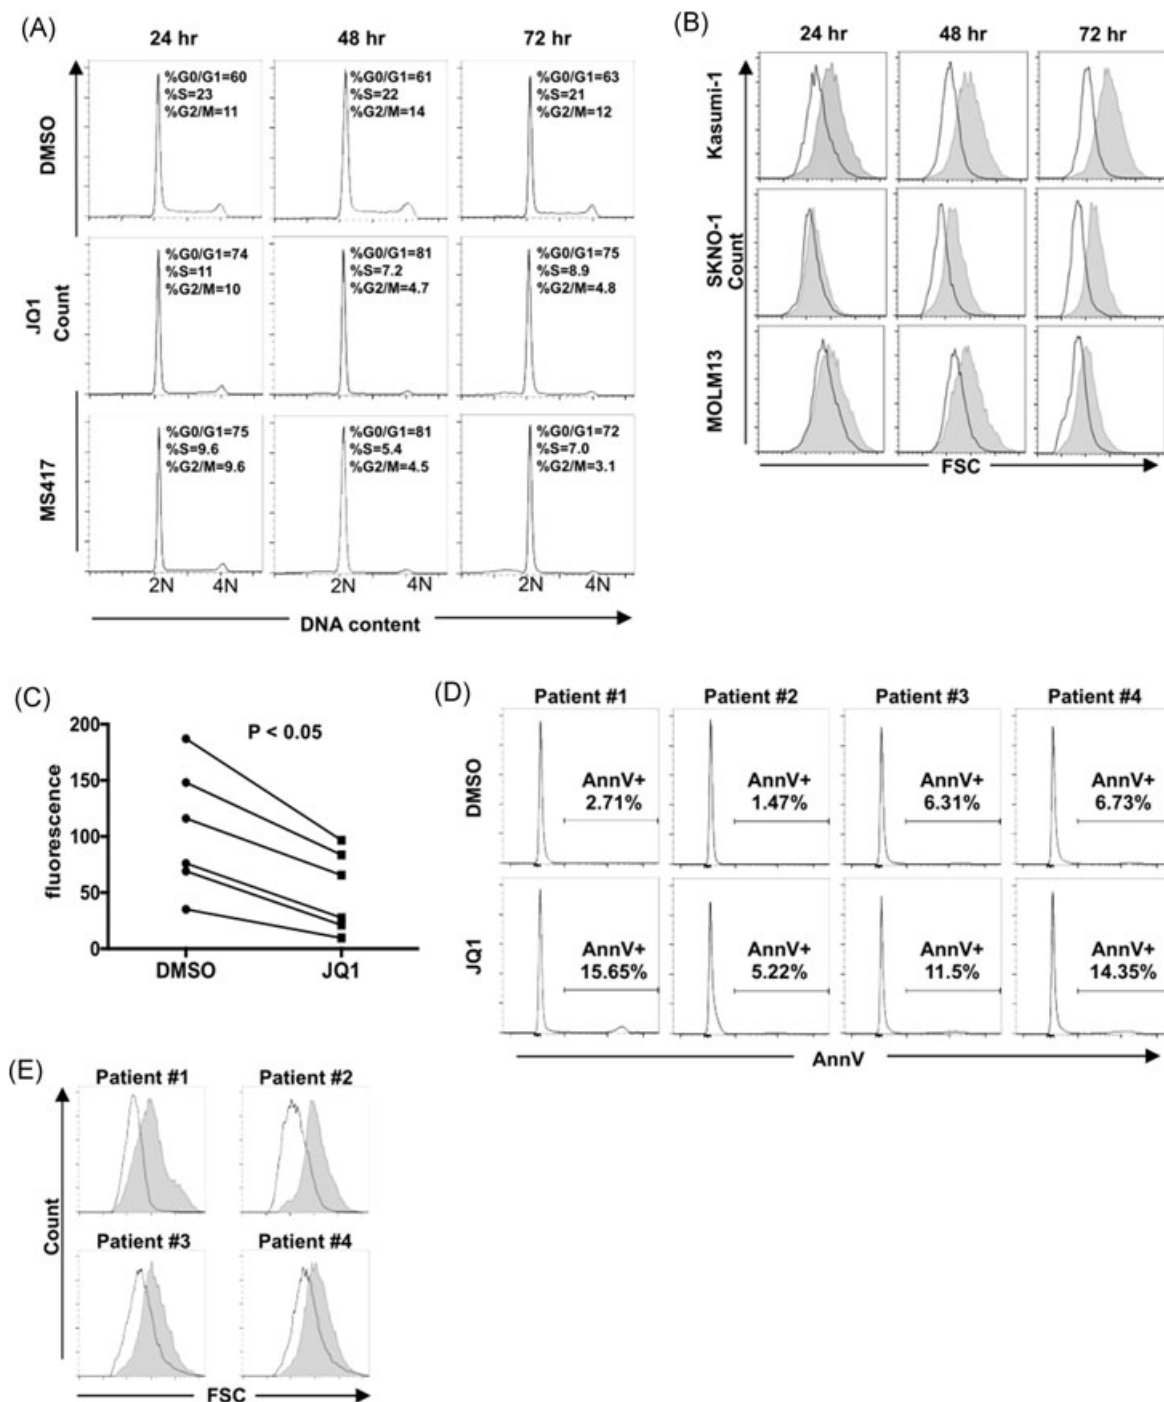 (A)
24 hr 48 hr 72 hr
DMSO
%G0/G1=60
%S=23
%G2/M=11
%G0/G1=61
%S=22
%G2/M=14
%G0/G1=63
%S=21
%G2/M=12
JQ1
Count
%G0/G1=74
%S=11
%G2/M=10
%G0/G1=81
%S=7.2
%G2/M=4.7
%G0/G1=75
%S=8.9
%G2/M=4.8
MS417
%G0/G1=75
%S=9.6
%G2/M=9.6
%G0/G1=81
%S=5.4
%G2/M=4.5
%G0/G1=72
%S=7.0
%G2/M=3.1
2N 4N 2N 4N 2N 4N
DNA content
(B)
24 hr 48 hr 72 hr
Kasumi-1
SKNO-1
Count
MOLM13
FSC
(C)
P < 0.05
fluorescence
200
150
100
50
0
DMSO JQ1
(D)
Patient #1 Patient #2 Patient #3 Patient #4
DMSO
AnnV+
2.71%
AnnV+
1.47%
AnnV+
6.31%
AnnV+
6.73%
JQ1
AnnV+
15.65%
AnnV+
5.22%
AnnV+
11.5%
AnnV+
14.35%
AnnV
(E)
Patient #1 Patient #2
Count
Patient #3 Patient #4
FSC